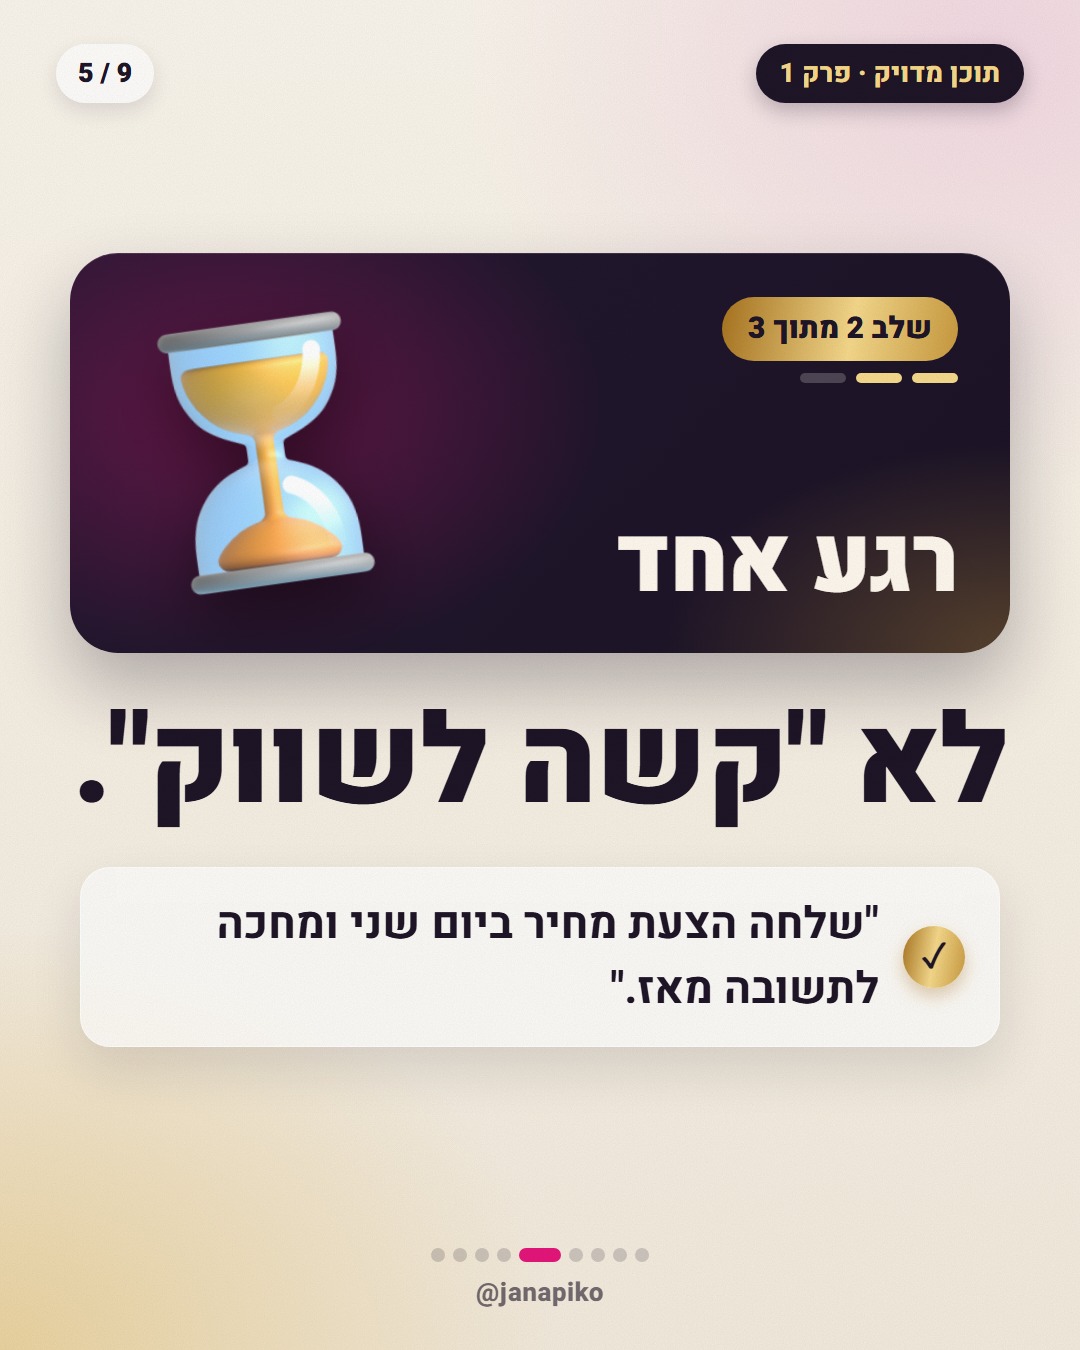 תוכן מדויק · פרק 1
5 / 9
שלב 2 מתוך 3
רגע אחד
לא "קשה לשווק".
"שלחה הצעת מחיר ביום שני ומחכה
לתשובה מאז."
@janapiko